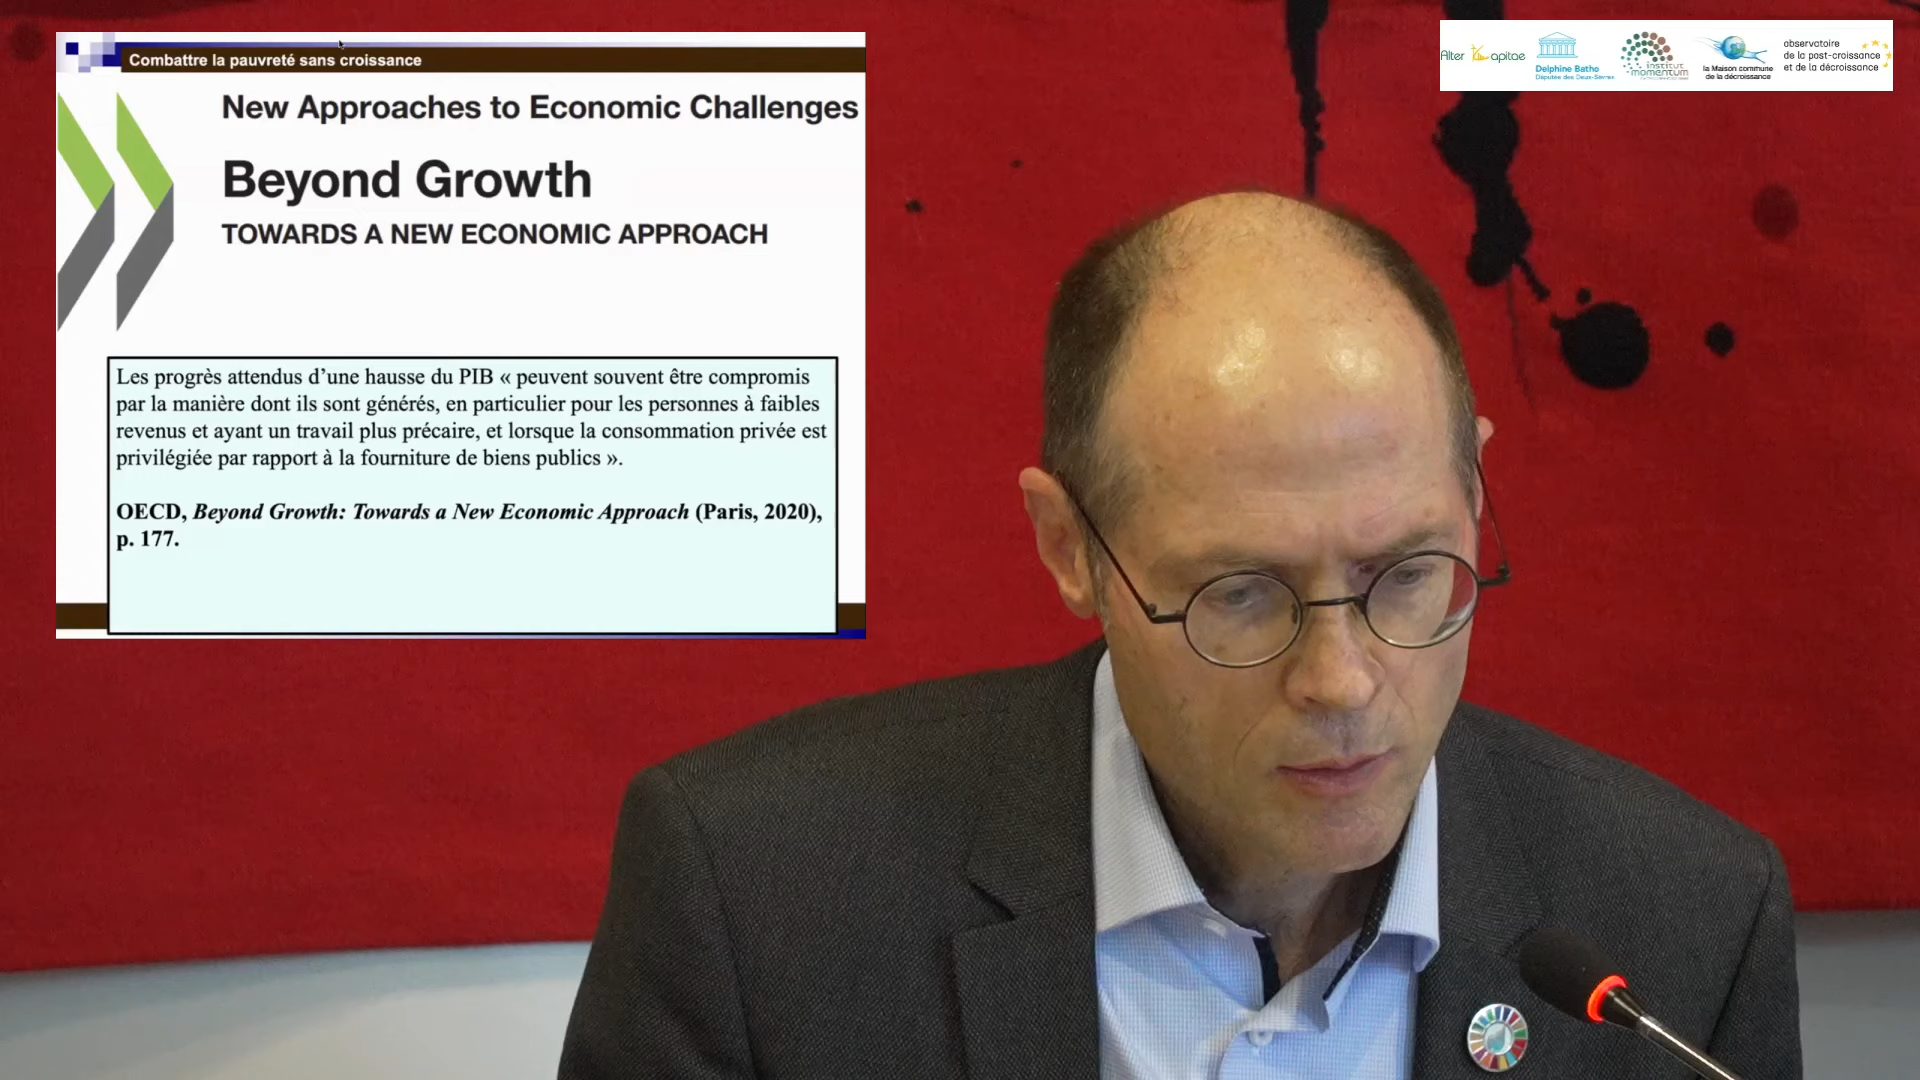 Combattre la pauvreté sans croissance
New Approaches to Economic Challenges
Beyond Growth
TOWARDS A NEW ECONOMIC APPROACH
Les progrès attendus d’une hausse du PIB « peuvent souvent être compromis
par la manière dont ils sont générés, en particulier pour les personnes à faibles
revenus et ayant un travail plus précaire, et lorsque la consommation privée est
privilégiée par rapport à la fourniture de biens publics ».
OECD, Beyond Growth: Towards a New Economic Approach (Paris, 2020),
p. 177.
Alter Kapitae
Delphine Batho
Députée des Deux-Sèvres
institut
momentum
la Maison commune
de la décroissance
observatoire
de la post-croissance
et de la décroissance